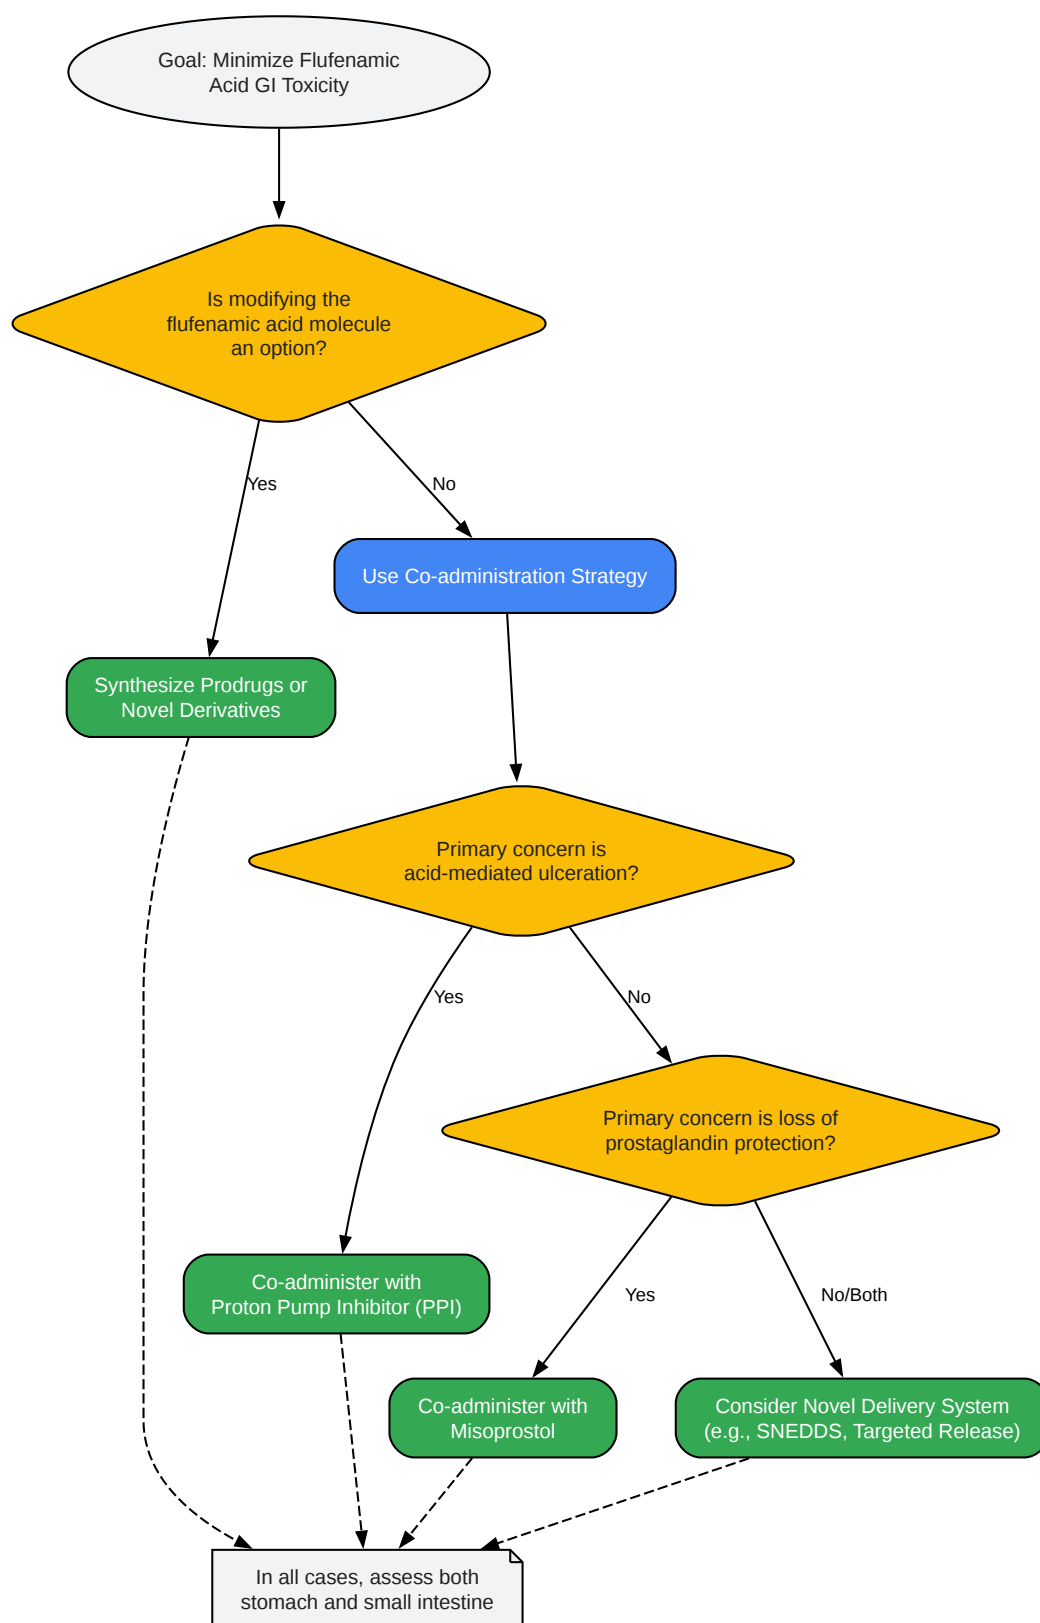 Goal: Minimize Flufenamic
Acid GI Toxicity
Is modifying the
flufenamic acid molecule
an option?
Yes
No
Use Co-administration Strategy
Synthesize Prodrugs or
Novel Derivatives
Primary concern is
acid-mediated ulceration?
Yes
No
Primary concern is loss of
prostaglandin protection?
Co-administer with
Proton Pump Inhibitor (PPI)
Yes
No/Both
Co-administer with
Misoprostol
Consider Novel Delivery System
(e.g., SNEDDS, Targeted Release)
In all cases, assess both
stomach and small intestine